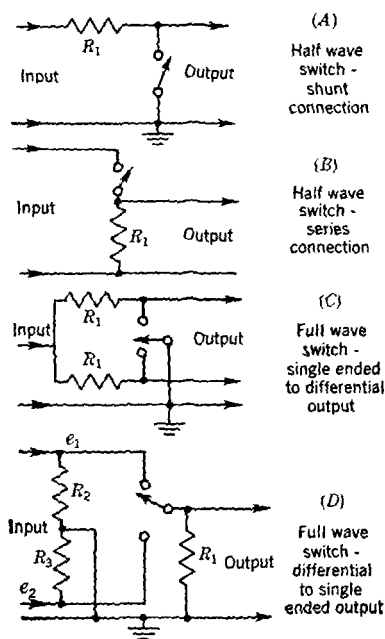 (A)
R1
Input
Output
Half wave
switch -
shunt
connection
(B)
Input
R1
Output
Half wave
switch -
series
connection
(C)
R1
Input
Output
R1
Full wave
switch -
single ended
to differential
output
e1
R2
(D)
Input
R3
R1
Output
e2
Full wave
switch -
differential
to single
ended output